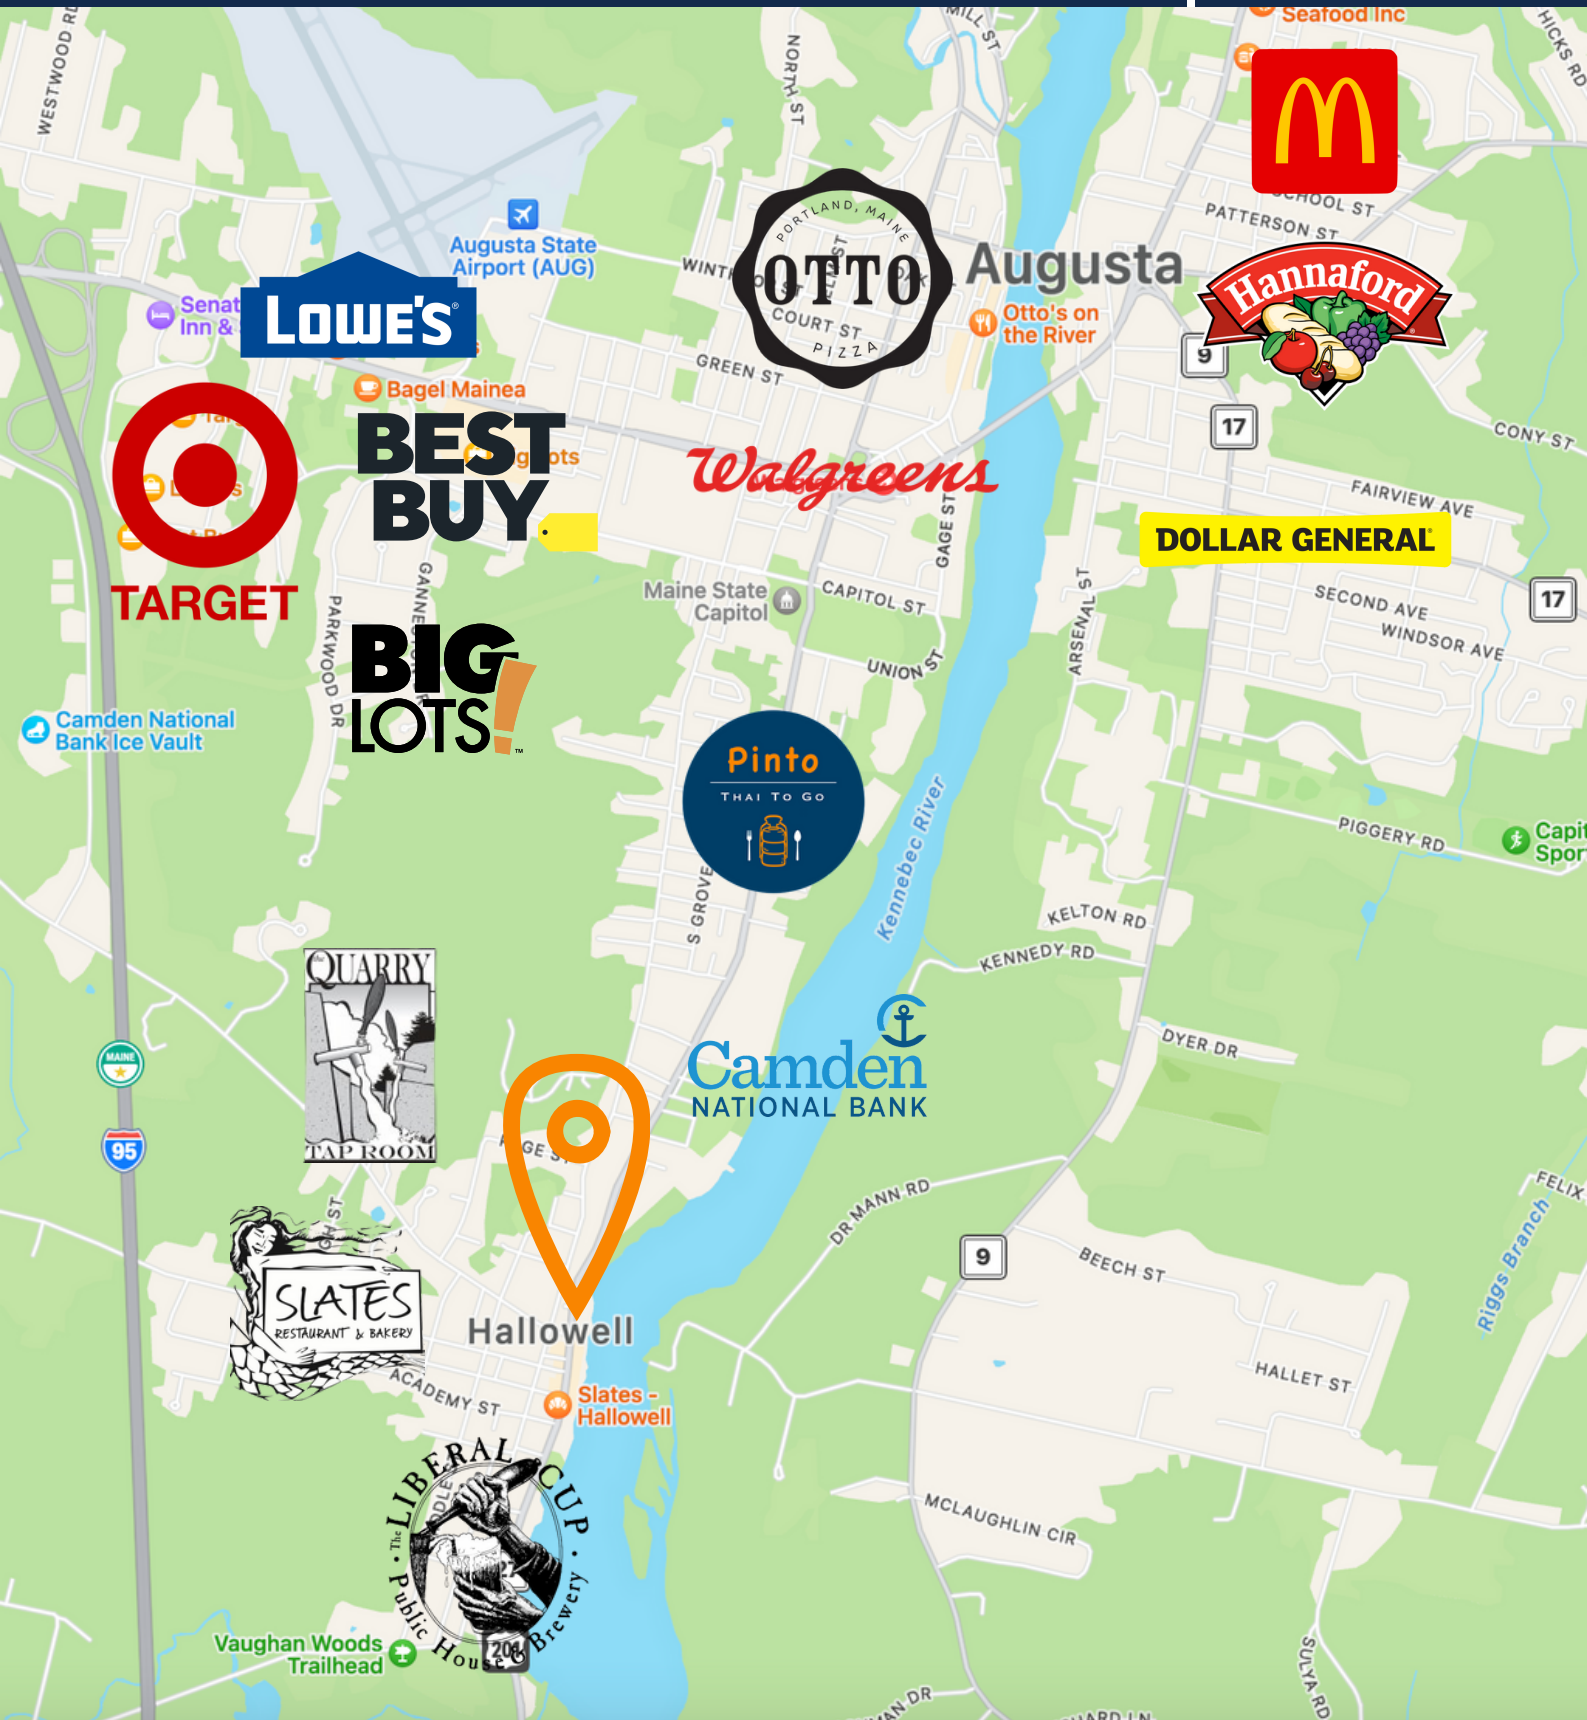 Seafood Inc
MILL ST
HICKS RD
WESTWOOD RD
NORTH ST
SCHOOL ST
PATTERSON ST
Augusta State
Airport (AUG)
PORTLAND, MAINE
OTTO
PIZZA
COURT ST
Augusta
Otto's on
the River
Hannaford
9
17
CONY ST
Inn &
LOWE'S
GREEN ST
Bagel Mainea
BEST
BUY
TARGET
Walgreens
GAGE ST
FAIRVIEW AVE
DOLLAR GENERAL
17
SECOND AVE
WINDSOR AVE
ARSENAL ST
Maine State
Capitol
CAPITOL ST
UNION ST
PARKWOOD DR
BIG
LOTS!
Camden National
Bank Ice Vault
Pinto
THAI TO GO
Kennebec River
PIGGERY RD
S GROVE
KELTON RD
KENNEDY RD
DYER DR
The
QUARRY
TAP ROOM
Camden
NATIONAL BANK
MAINE
95
DR MANN RD
9
BEECH ST
FELIX
Riggs Branch
SLATES
RESTAURANT & BAKERY
Hallowell
ACADEMY ST
Slates -
Hallowell
HALLET ST
The LIBERAL CUP
Public House & Brewery
201
MCLAUGHLIN CIR
Vaughan Woods
Trailhead
SULYA RD